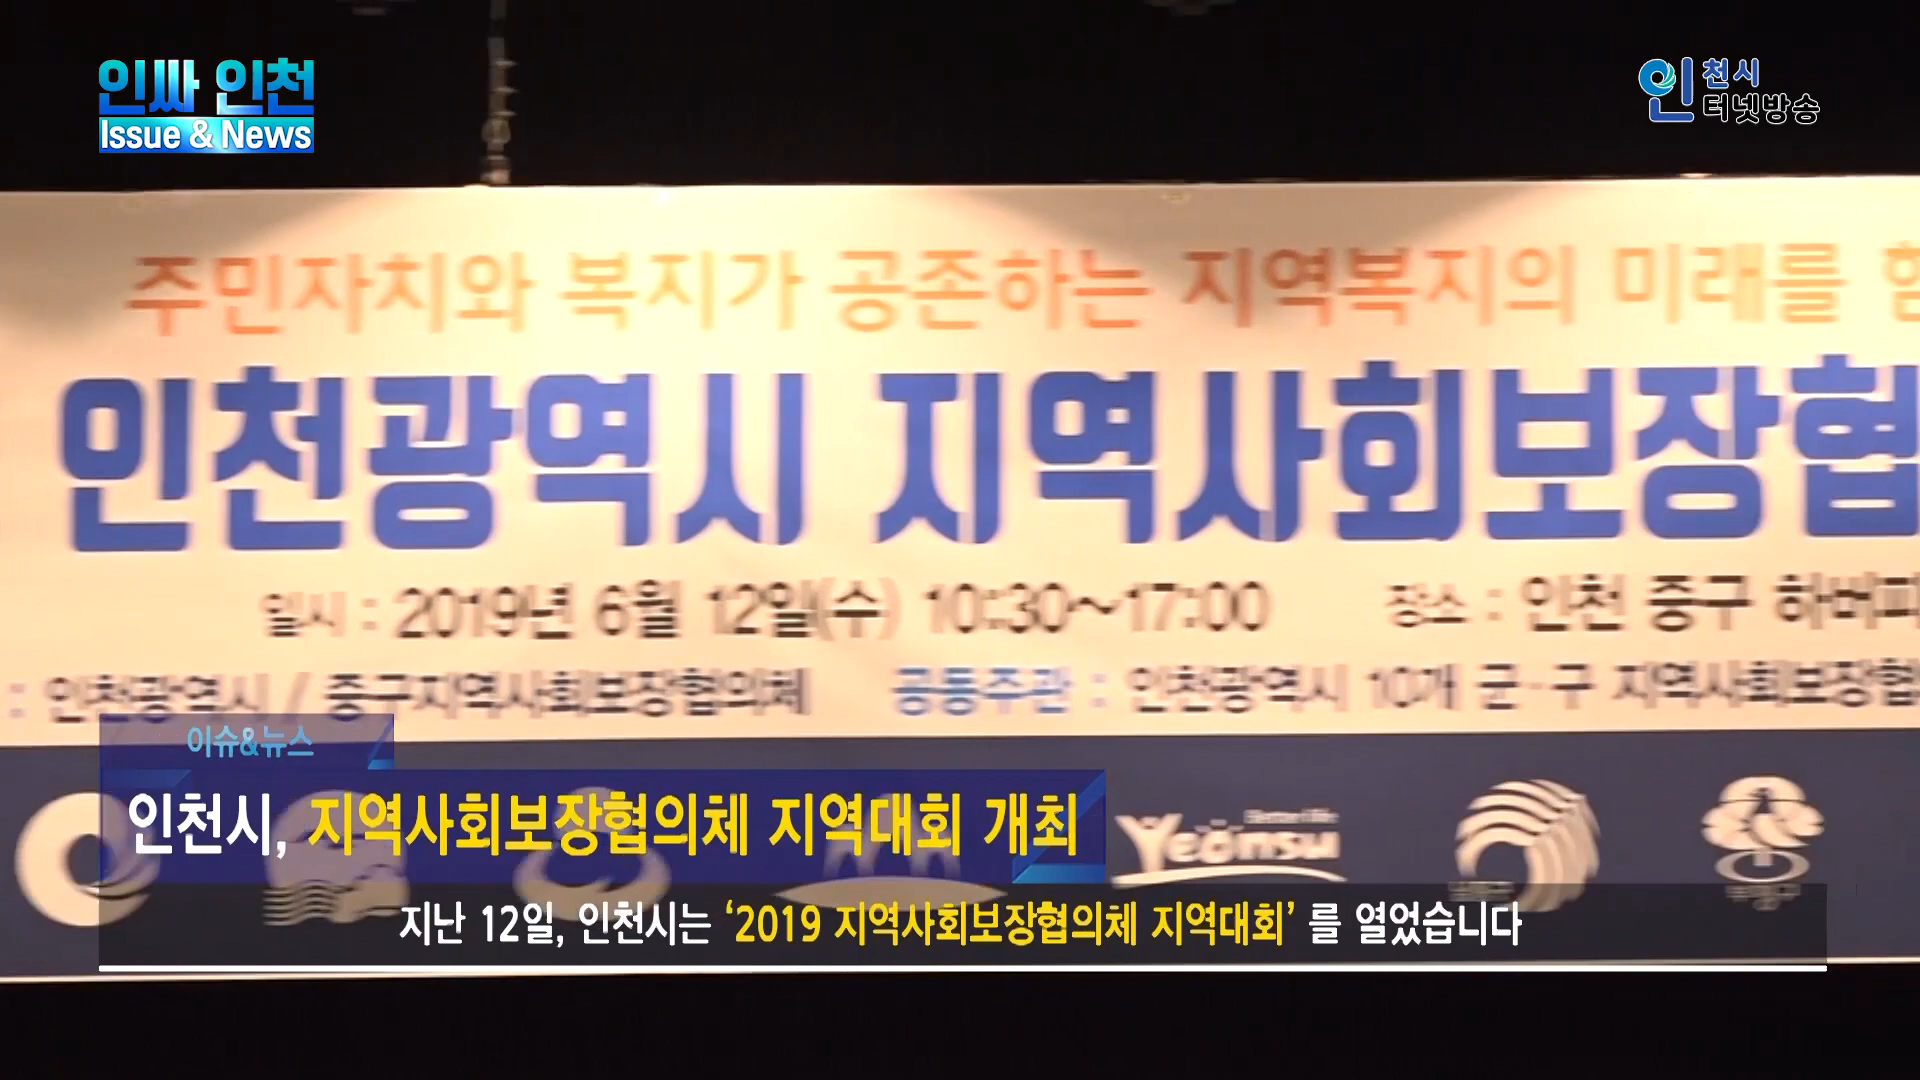 인싸 인천
Issue & News
인천시
인터넷방송
주민자치와 복지가 공존하는 지역복지의 미래를
인천광역시 지역사회보장협
일시 : 2019년 6월 12일(수) 10:30~17:00 장소 : 인천 중구 하버파
: 인천광역시 / 중구지역사회보장협의체 공동주관 : 인천광역시 10개 군·구 지역사회보장협
이슈&뉴스
인천시, 지역사회보장협의체 지역대회 개최
Better life
Yeonsu
지난 12일, 인천시는 ‘2019 지역사회보장협의체 지역대회’ 를 열었습니다